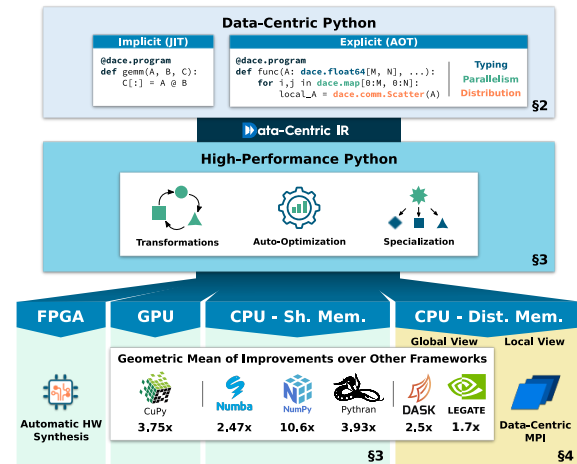 Data-Centric Python
Implicit (JIT)
@dace.program
def gemm(A, B, C):
C[:] = A @ B
Explicit (AOT)
@dace.program
def func(A: dace.float64[M, N], ...):
for i,j in dace.map[0:M, 0:N]:
local_A = dace.comm.Scatter(A)
Typing
Parallelism
Distribution
§2
Data-Centric IR
High-Performance Python
Transformations
Auto-Optimization
Specialization
§3
FPGA
GPU
CPU - Sh. Mem.
CPU - Dist. Mem.
Global View
Local View
Geometric Mean of Improvements over Other Frameworks
CuPy
Numba
NumPy
Pythran
DASK
LEGATE
3.75x
2.47x
10.6x
3.93x
2.5x
1.7x
Automatic HW
Synthesis
Data-Centric
MPI
§3
§4